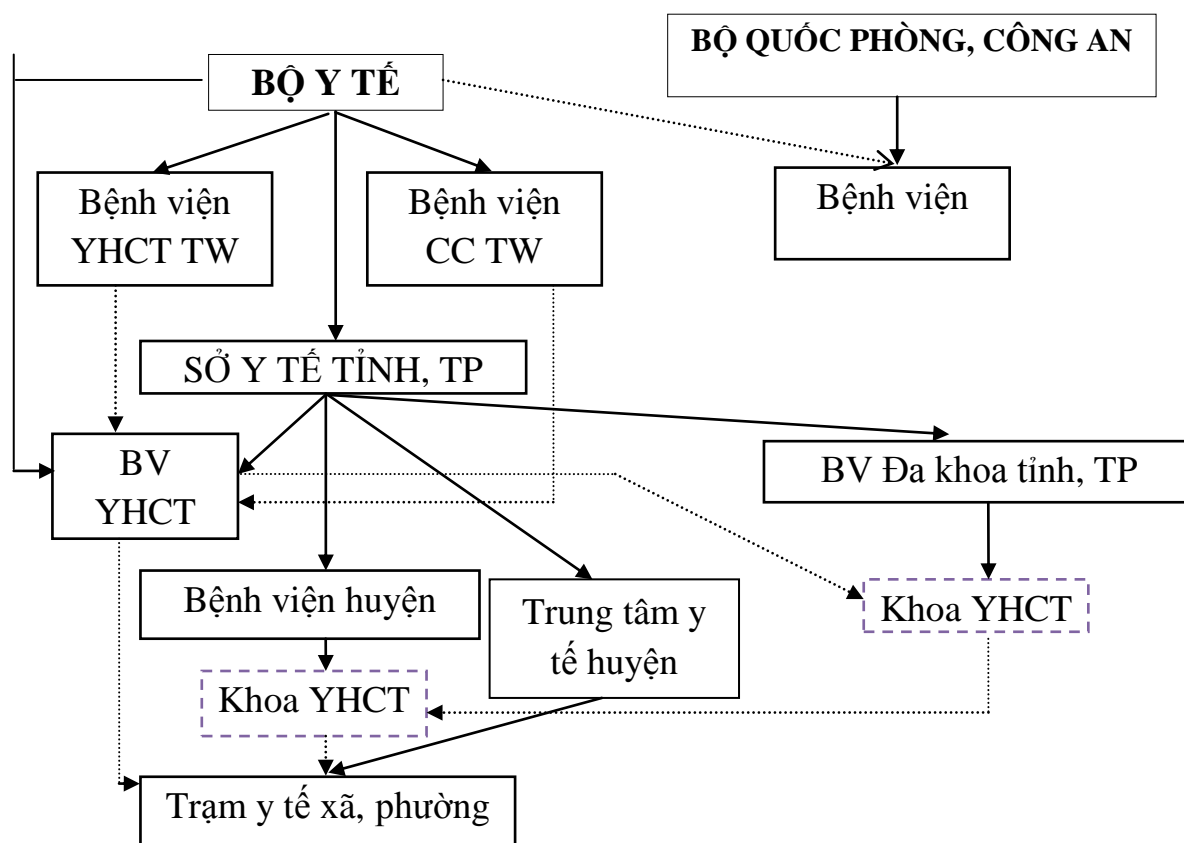 BỘ QUỐC PHÒNG, CÔNG AN
BỘ Y TẾ
Bệnh viện
YHCT TW
Bệnh viện
CC TW
Bệnh viện
SỞ Y TẾ TỈNH, TP
BV
YHCT
BV Đa khoa tỉnh, TP
Bệnh viện huyện
Trung tâm y
tế huyện
Khoa YHCT
Khoa YHCT
Trạm y tế xã, phường